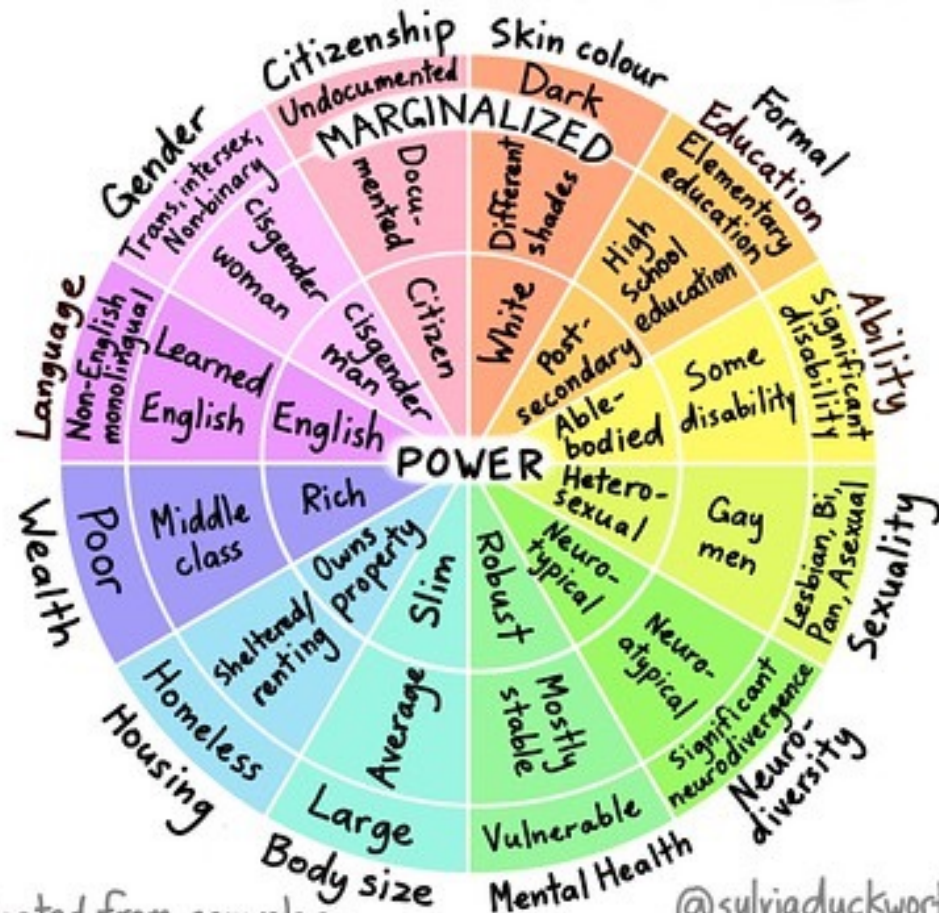 Citizenship
Undocumented
Docu-
mented
Citizen
Skin colour
Dark
Different
shades
White
Formal
Education
Elementary
education
High
School
education
Post-
secondary
Ability
Significant
disability
Some
disability
Able-
bodied
Sexuality
Lesbian, Bi,
Pan, Asexual
Gay
men
Hetero-
sexual
Neuro-
diversity
Significant
neurodivergence
Neuro-
atypical
Neuro-
typical
Mental Health
Vulnerable
Mostly
stable
Robust
Body size
Large
Average
Slim
Housing
Homeless
Sheltered/
renting
Owns
property
Wealth
Poor
Middle
class
Rich
Language
Non-English
monolingual
Learned
English
English
Gender
Trans, intersex,
Non-binary
cisgender
woman
cisgender
man
MARGINALIZED
POWER
@sylviaduckwort